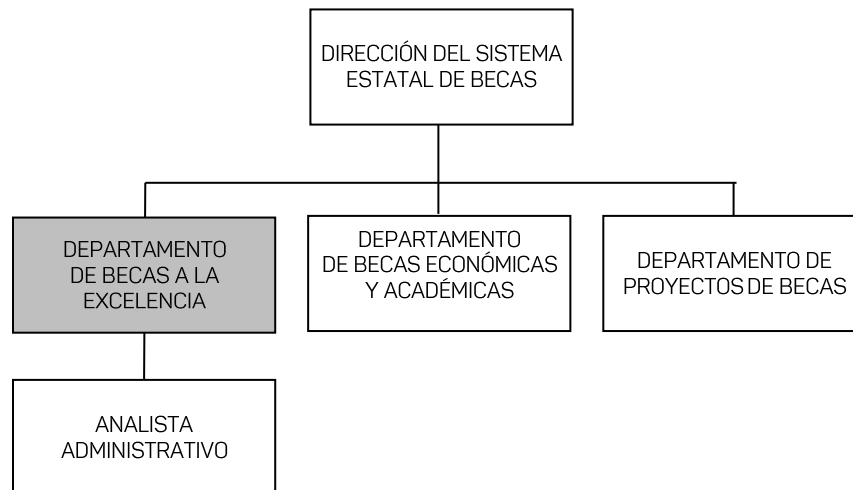 DIRECCIÓN DEL SISTEMA
ESTATAL DE BECAS
DEPARTAMENTO
DE BECAS A LA
EXCELENCIA
DEPARTAMENTO
DE BECAS ECONÓMICAS
Y ACADÉMICAS
DEPARTAMENTO DE
PROYECTOS DE BECAS
ANALISTA
ADMINISTRATIVO